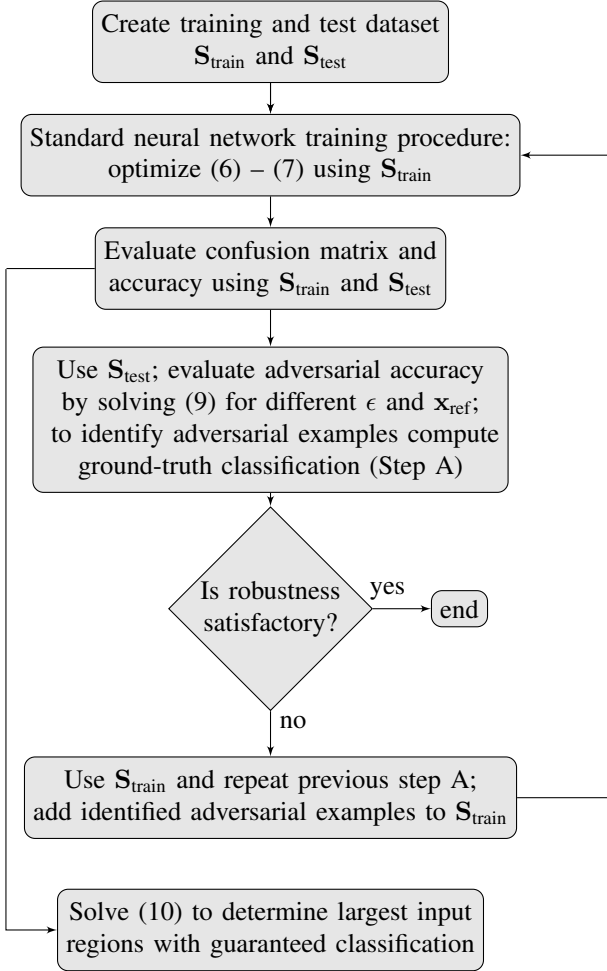 Create training and test dataset
S_train and S_test
Standard neural network training procedure:
optimize (6) – (7) using S_train
Evaluate confusion matrix and
accuracy using S_train and S_test
Use S_test; evaluate adversarial accuracy
by solving (9) for different ϵ and x_ref;
to identify adversarial examples compute
ground-truth classification (Step A)
Is robustness
satisfactory?
yes
end
no
Use S_train and repeat previous step A;
add identified adversarial examples to S_train
Solve (10) to determine largest input
regions with guaranteed classification